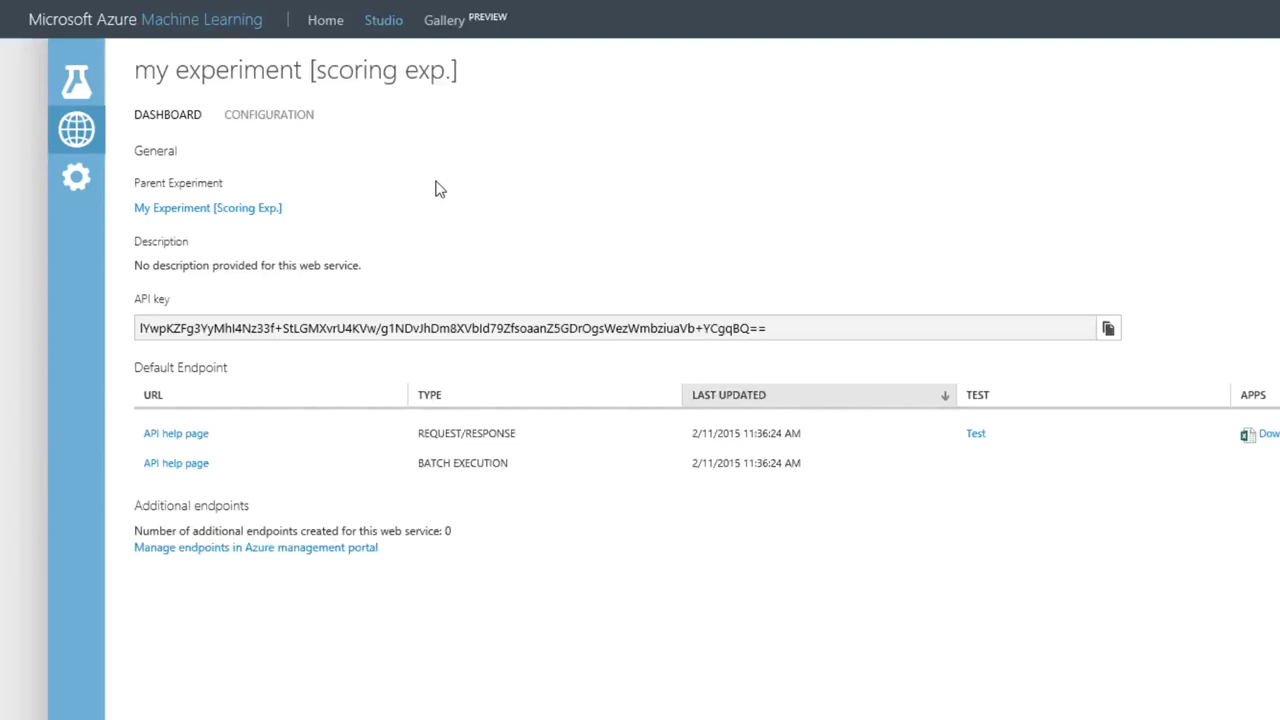 Microsoft Azure Machine Learning | Home Studio Gallery PREVIEW
my experiment [scoring exp.]
DASHBOARD CONFIGURATION
General
Parent Experiment
My Experiment [Scoring Exp.]
Description
No description provided for this web service.
API key
lYwpKZFg3YyMhI4Nz33f+StLGMXvrU4KVw/g1NDvJhDm8XVbId79ZfsoaanZ5GDrOgsWezWmbziuaVb+YCgqBQ==
Default Endpoint
URL TYPE LAST UPDATED TEST APPS
API help page REQUEST/RESPONSE 2/11/2015 11:36:24 AM Test Dow
API help page BATCH EXECUTION 2/11/2015 11:36:24 AM
Additional endpoints
Number of additional endpoints created for this web service: 0
Manage endpoints in Azure management portal